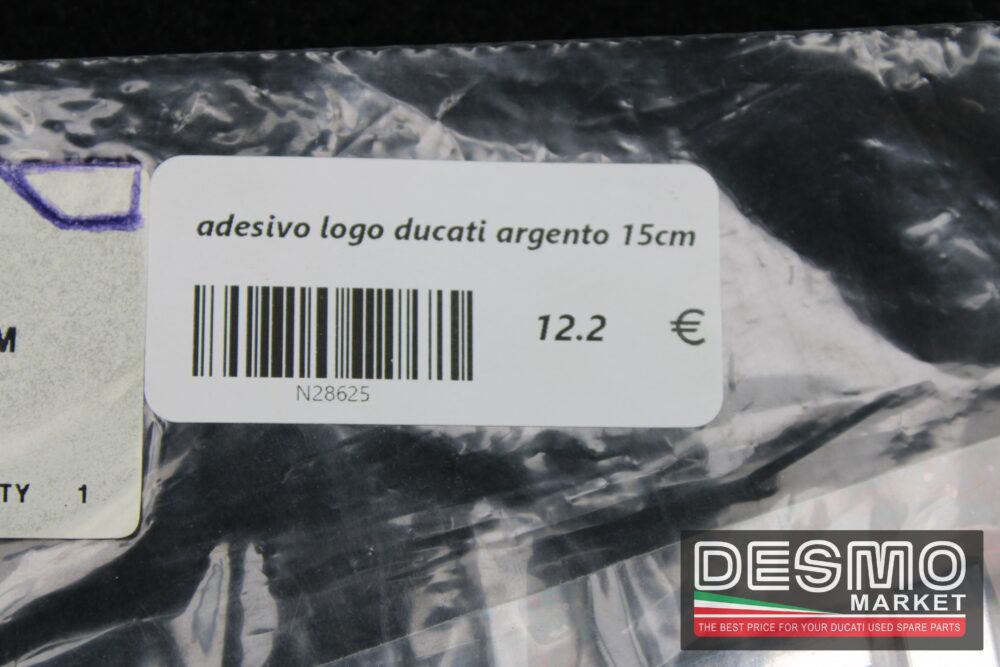 adesivo logo ducati argento 15cm
12.2 €
N28625
M
TY 1
DESMO
MARKET
THE BEST PRICE FOR YOUR DUCATI USED SPARE PARTS